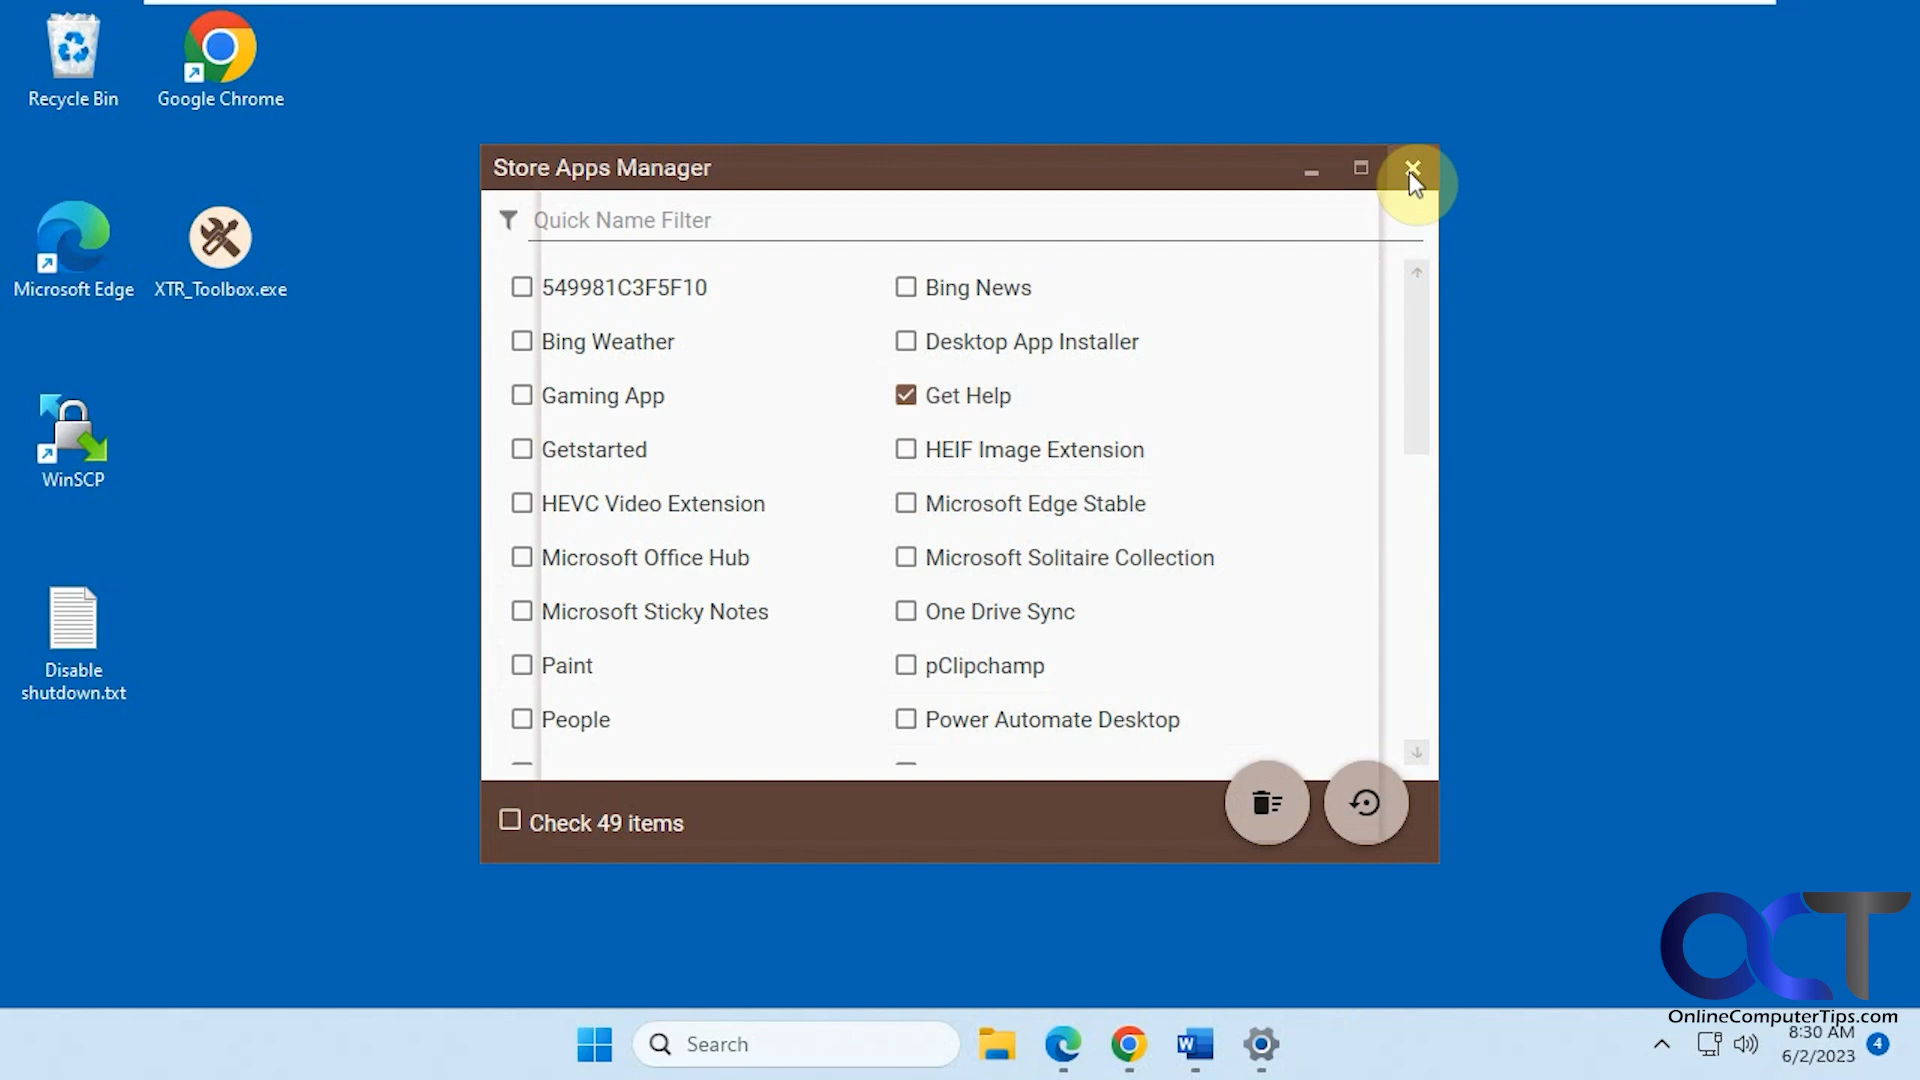 Recycle Bin
Google Chrome
Microsoft Edge
XTR_Toolbox.exe
WinSCP
Disable
shutdown.txt
Store Apps Manager
Quick Name Filter
549981C3F5F10
Bing News
Bing Weather
Desktop App Installer
Gaming App
Get Help
Getstarted
HEIF Image Extension
HEVC Video Extension
Microsoft Edge Stable
Microsoft Office Hub
Microsoft Solitaire Collection
Microsoft Sticky Notes
One Drive Sync
Paint
pClipchamp
People
Power Automate Desktop
Check 49 items
OCT
OnlineComputerTips.com
Search
W
8:30 AM
6/2/2023
4